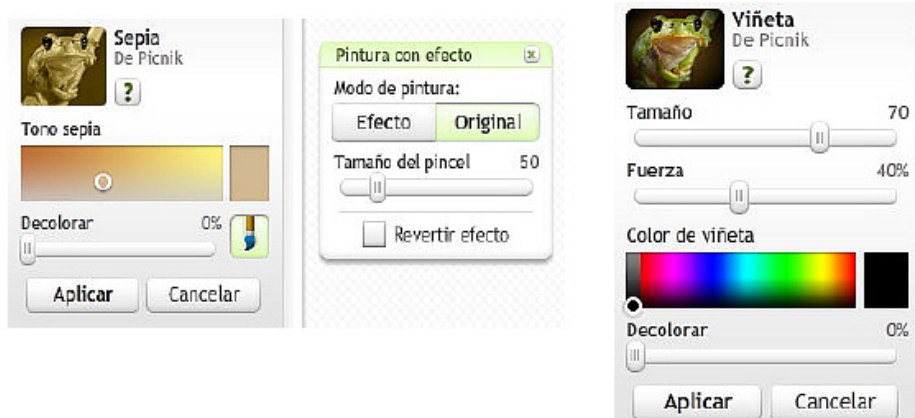 Sepia
De Picnik
?
Tono sepia
Decolorar 0%
Aplicar Cancelar
Pintura con efecto x
Modo de pintura:
Efecto Original
Tamaño del pincel 50
Revertir efecto
Viñeta
De Picnik
?
Tamaño 70
Fuerza 40%
Color de viñeta
Decolorar 0%
Aplicar Cancelar